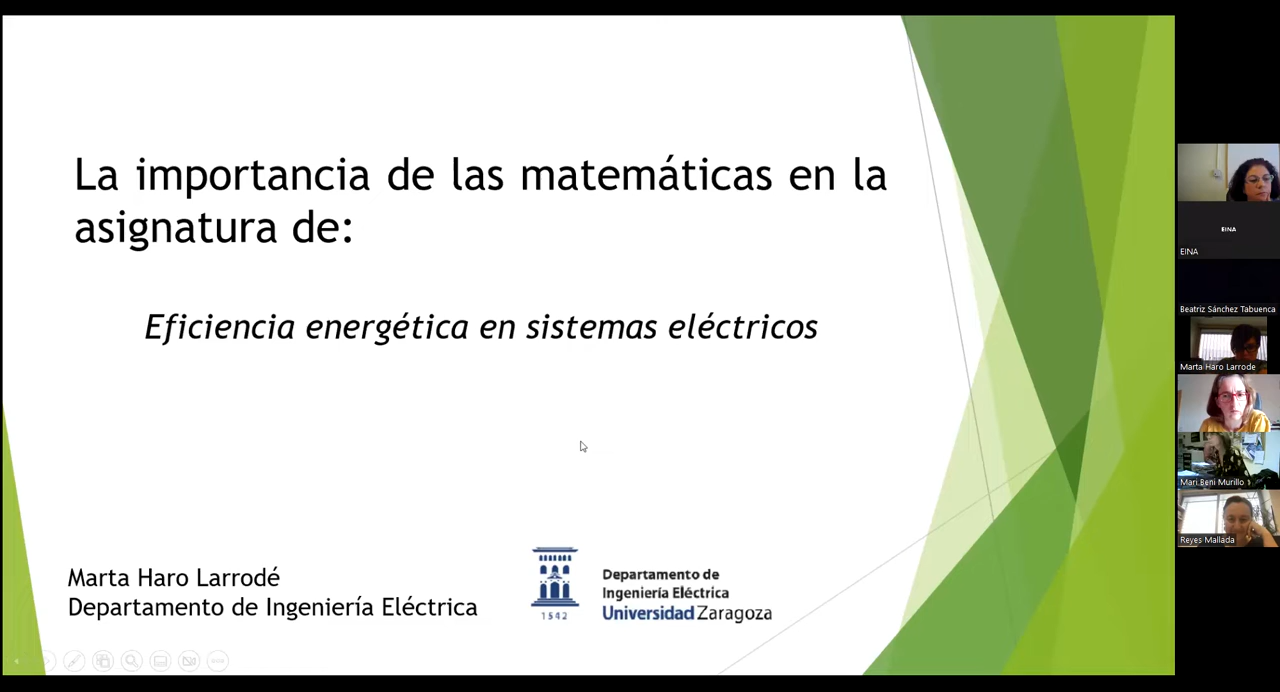 La importancia de las matemáticas en la
asignatura de:
Eficiencia energética en sistemas eléctricos
Marta Haro Larrodé
Departamento de Ingeniería Eléctrica
1542
Departamento de
Ingeniería Eléctrica
Universidad Zaragoza
EINA
EINA
Beatriz Sánchez Tabuenca
Marta Haro Larrode
Mari.Beni Murillo
Reyes Mallada